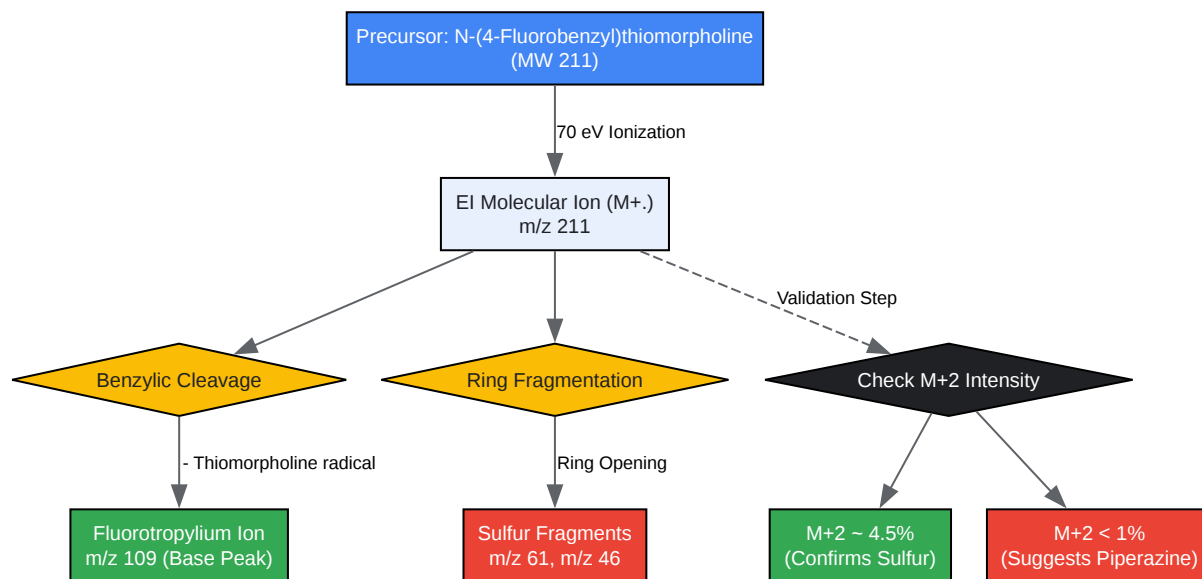 Precursor: N-(4-Fluorobenzyl)thiomorpholine
(MW 211)
70 eV Ionization
EI Molecular Ion (M+.)
m/z 211
Validation Step
Benzylic Cleavage
Ring Fragmentation
Check M+2 Intensity
- Thiomorpholine radical
Ring Opening
Fluorotropylium Ion
m/z 109 (Base Peak)
Sulfur Fragments
m/z 61, m/z 46
M+2 ~ 4.5%
(Confirms Sulfur)
M+2 < 1%
(Suggests Piperazine)